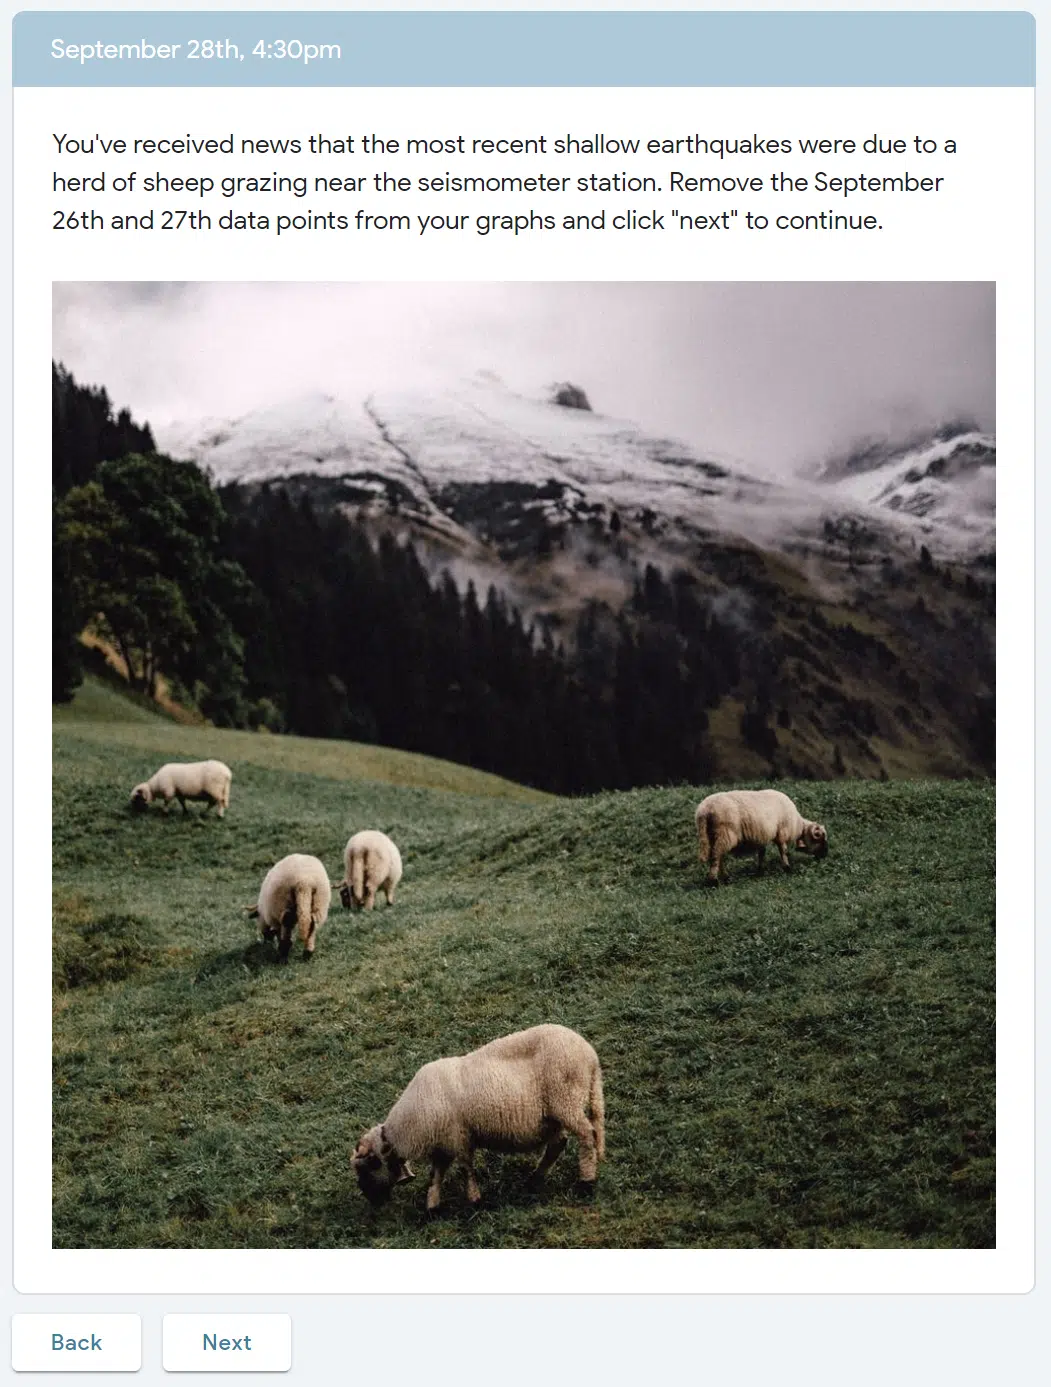 September 28th, 4:30pm
You've received news that the most recent shallow earthquakes were due to a
herd of sheep grazing near the seismometer station. Remove the September
26th and 27th data points from your graphs and click "next" to continue.
Back
Next